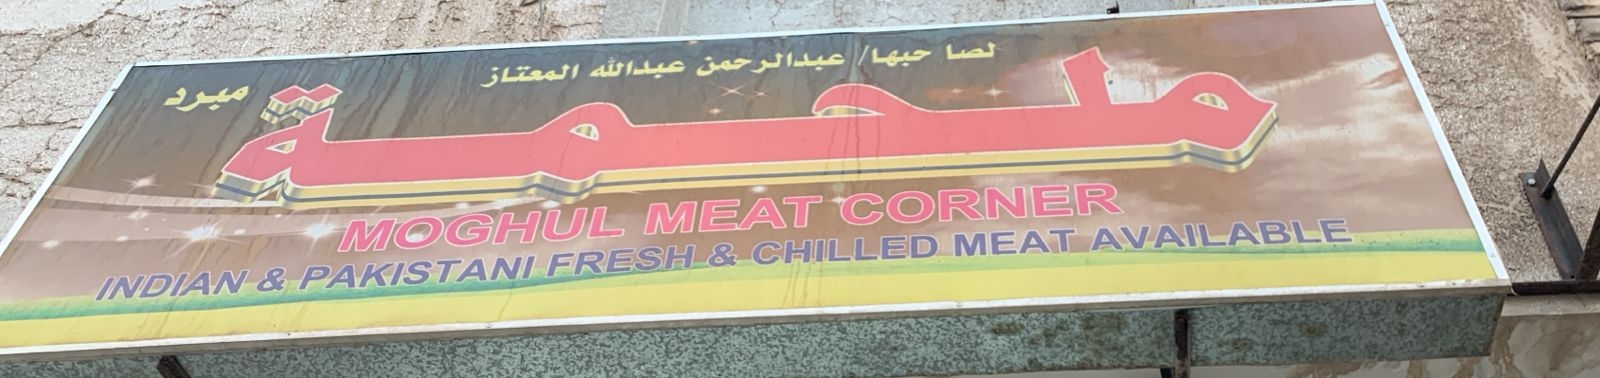 لصا حبها/ عبدالرحمن عبدالله المعتاز
ملحمة
مبرد
MOGHUL MEAT CORNER
INDIAN & PAKISTANI FRESH & CHILLED MEAT AVAILABLE